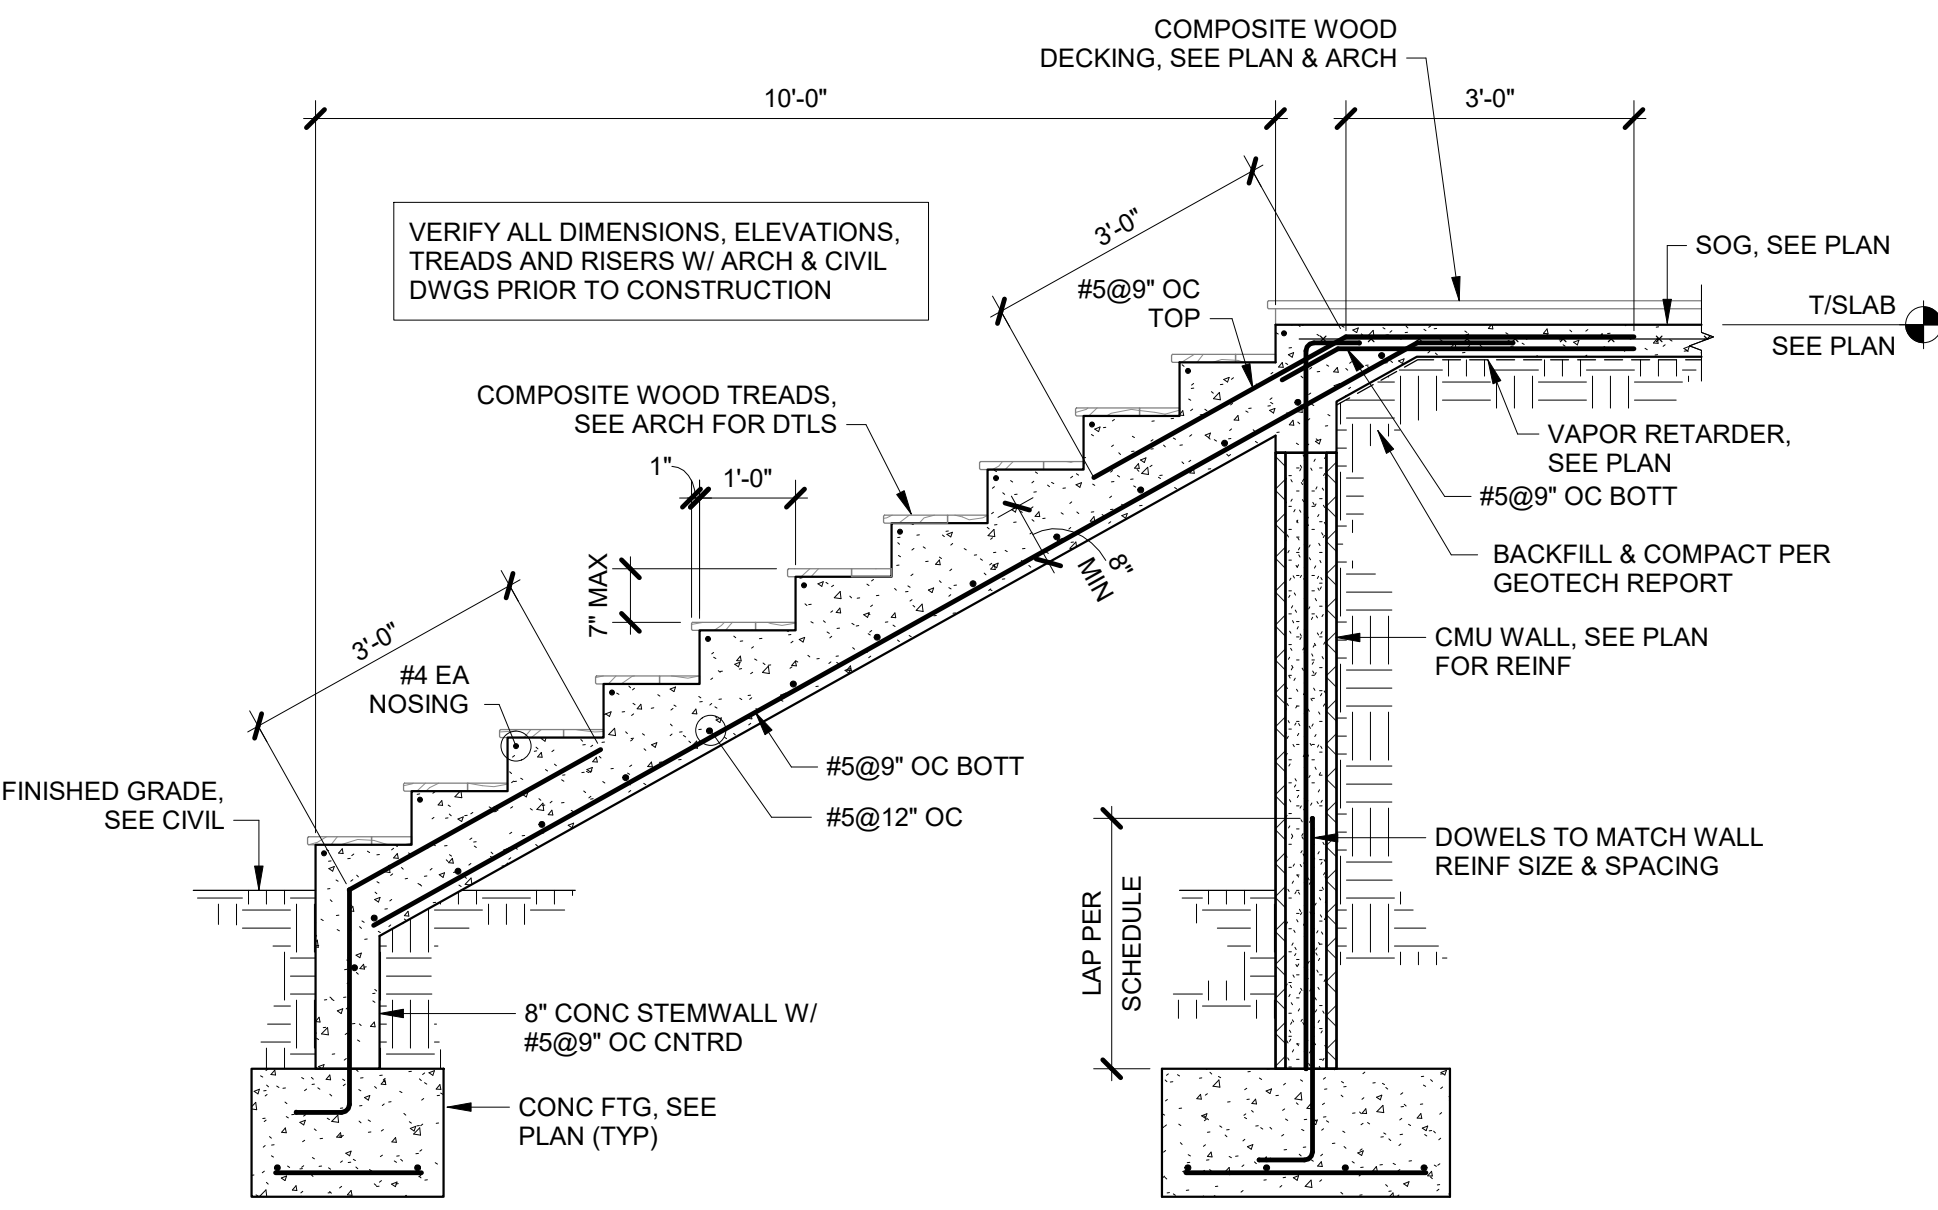 COMPOSITE WOOD
DECKING, SEE PLAN & ARCH
10'-0"
3'-0"
VERIFY ALL DIMENSIONS, ELEVATIONS,
TREADS AND RISERS W/ ARCH & CIVIL
DWGS PRIOR TO CONSTRUCTION
3'-0"
SOG, SEE PLAN
#5@9" OC
TOP
T/SLAB
SEE PLAN
COMPOSITE WOOD TREADS,
SEE ARCH FOR DTLS
VAPOR RETARDER,
SEE PLAN
1"
1'-0"
#5@9" OC BOTT
7" MAX
8"
MIN
BACKFILL & COMPACT PER
GEOTECH REPORT
3'-0"
CMU WALL, SEE PLAN
FOR REINF
#4 EA
NOSING
#5@9" OC BOTT
FINISHED GRADE,
SEE CIVIL
#5@12" OC
DOWELS TO MATCH WALL
REINF SIZE & SPACING
LAP PER
SCHEDULE
8" CONC STEMWALL W/
#5@9" OC CNTRD
CONC FTG, SEE
PLAN (TYP)